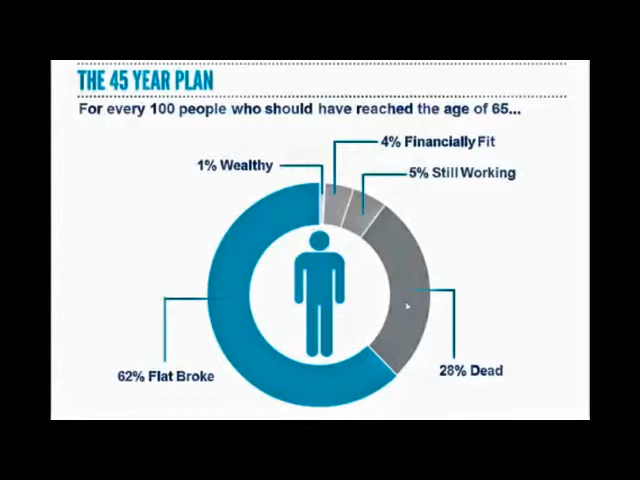 THE 45 YEAR PLAN
For every 100 people who should have reached the age of 65...
4% Financially Fit
1% Wealthy
5% Still Working
62% Flat Broke
28% Dead